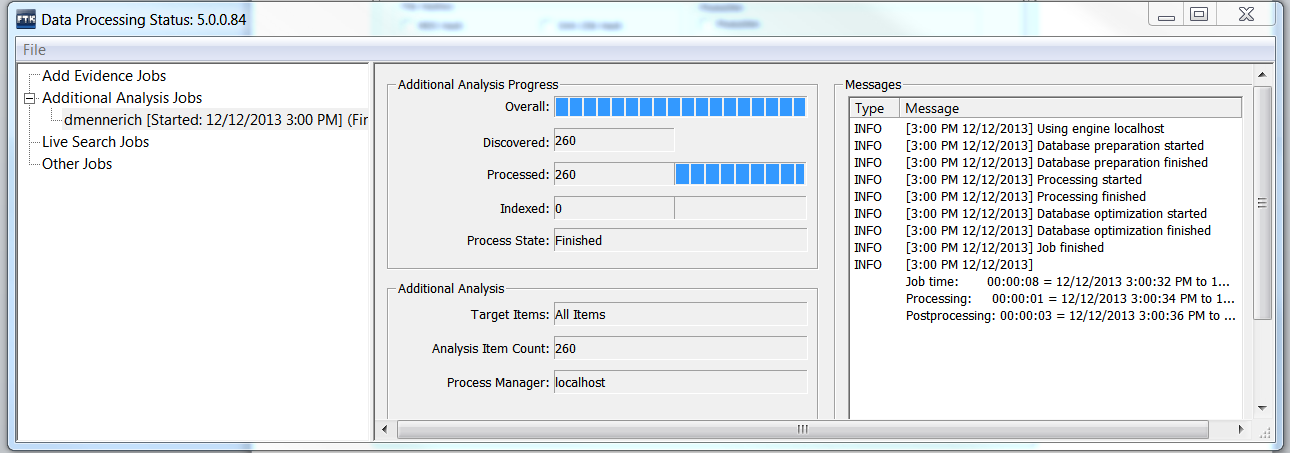 FTK Data Processing Status: 5.0.0.84
File
Add Evidence Jobs
Additional Analysis Jobs
dmennerich [Started: 12/12/2013 3:00 PM] (Fir
Live Search Jobs
Other Jobs
Additional Analysis Progress
Overall:
Discovered: 260
Processed: 260
Indexed: 0
Process State: Finished
Additional Analysis
Target Items: All Items
Analysis Item Count: 260
Process Manager: localhost
Messages
Type Message
INFO [3:00 PM 12/12/2013] Using engine localhost
INFO [3:00 PM 12/12/2013] Database preparation started
INFO [3:00 PM 12/12/2013] Database preparation finished
INFO [3:00 PM 12/12/2013] Processing started
INFO [3:00 PM 12/12/2013] Processing finished
INFO [3:00 PM 12/12/2013] Database optimization started
INFO [3:00 PM 12/12/2013] Database optimization finished
INFO [3:00 PM 12/12/2013] Job finished
INFO [3:00 PM 12/12/2013]
Job time: 00:00:08 = 12/12/2013 3:00:32 PM to 1...
Processing: 00:00:01 = 12/12/2013 3:00:34 PM to 1...
Postprocessing: 00:00:03 = 12/12/2013 3:00:36 PM to ...